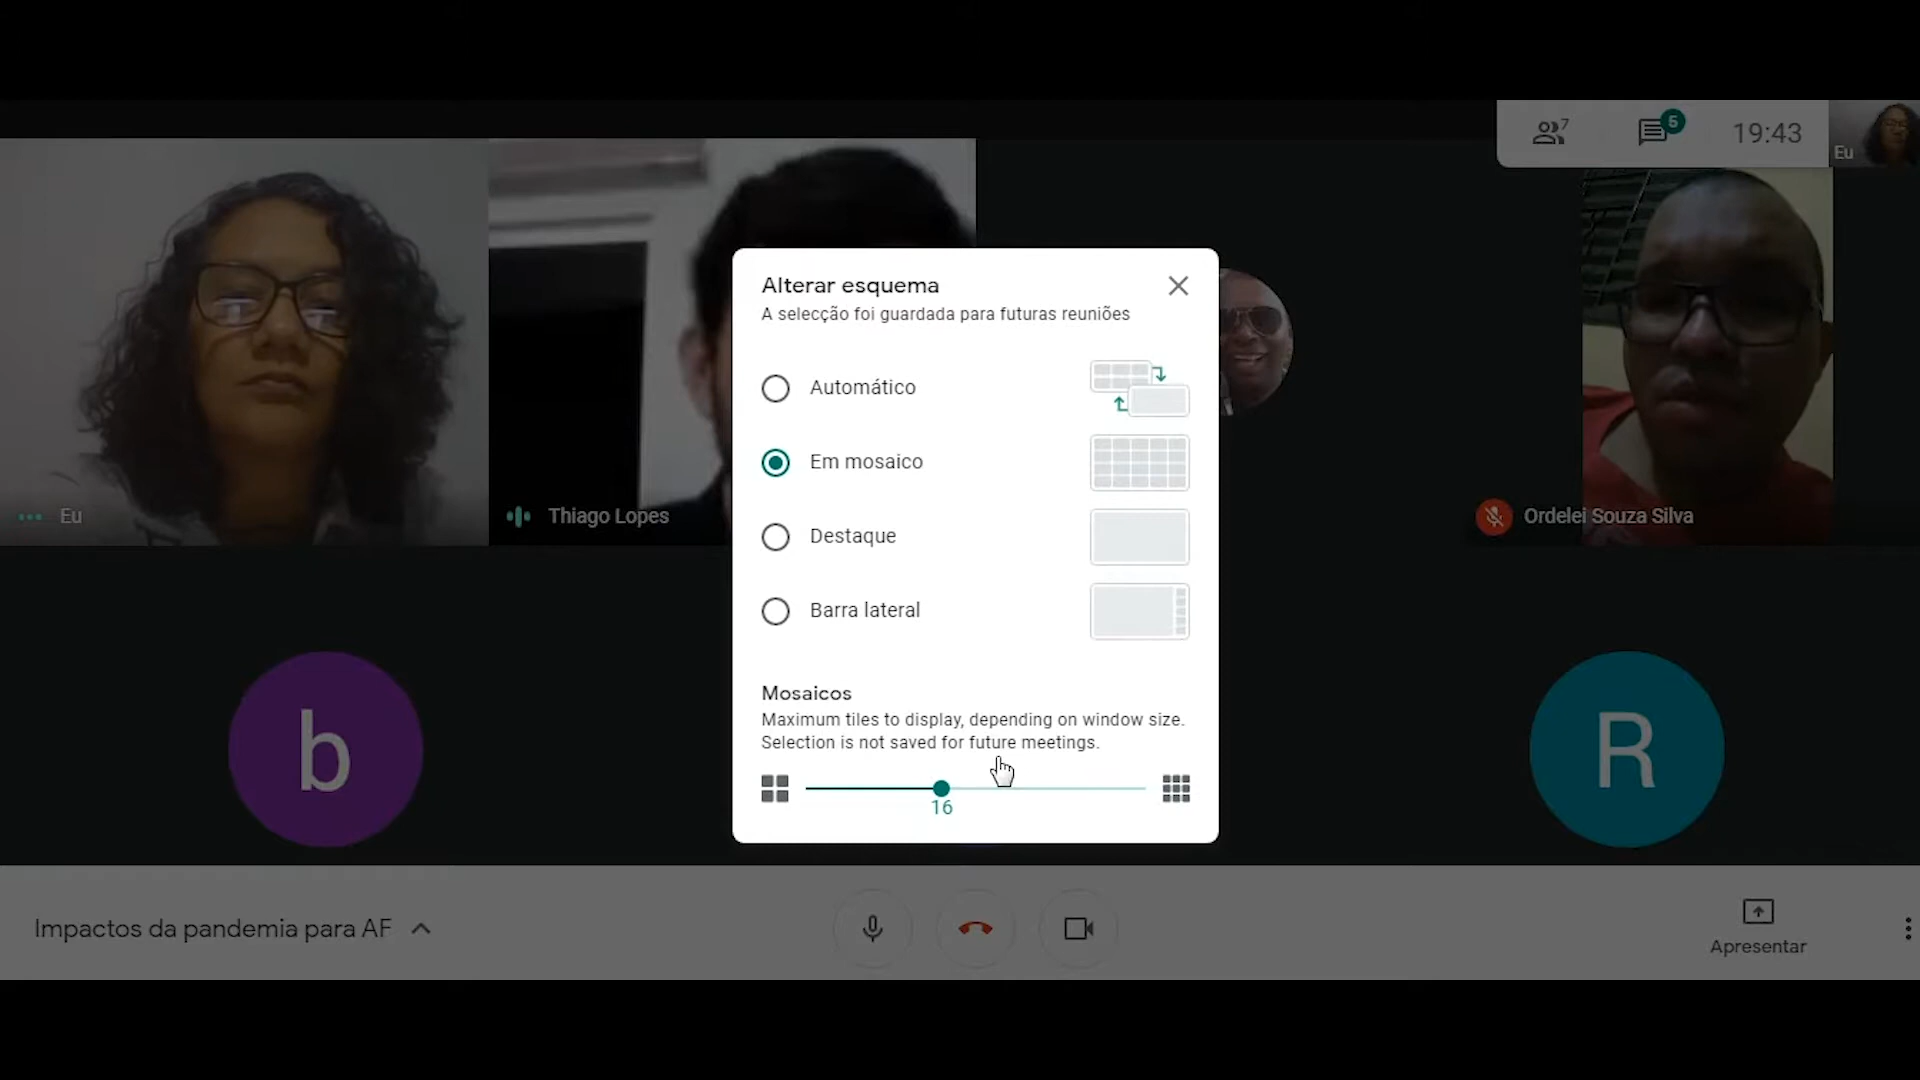 7
5
19:43
Eu
Alterar esquema
A selecção foi guardada para futuras reuniões
Automático
Em mosaico
Destaque
Barra lateral
Mosaicos
Maximum tiles to display, depending on window size.
Selection is not saved for future meetings.
16
Eu
Thiago Lopes
Ordelei Souza Silva
b
R
Impactos da pandemia para AF
Apresentar